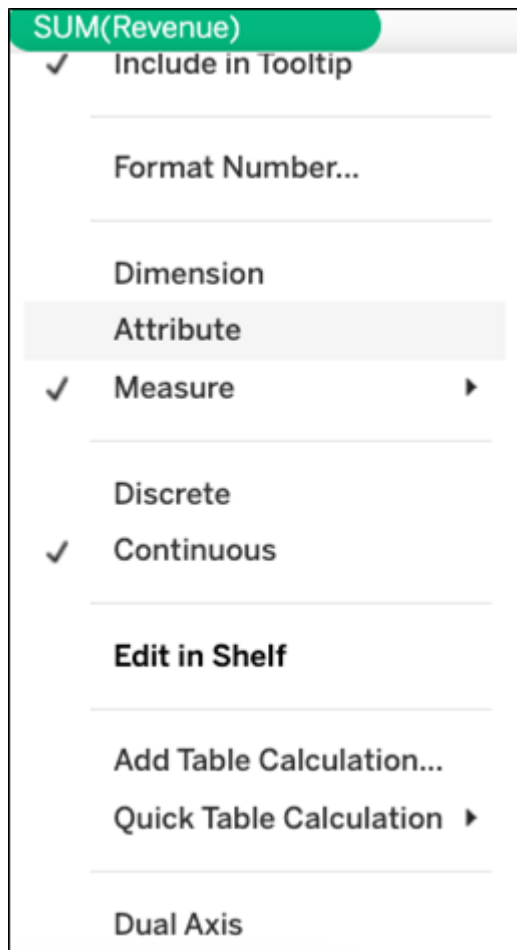 SUM(Revenue)
Include in Tooltip
Format Number...
Dimension
Attribute
Measure
Discrete
Continuous
Edit in Shelf
Add Table Calculation...
Quick Table Calculation
Dual Axis